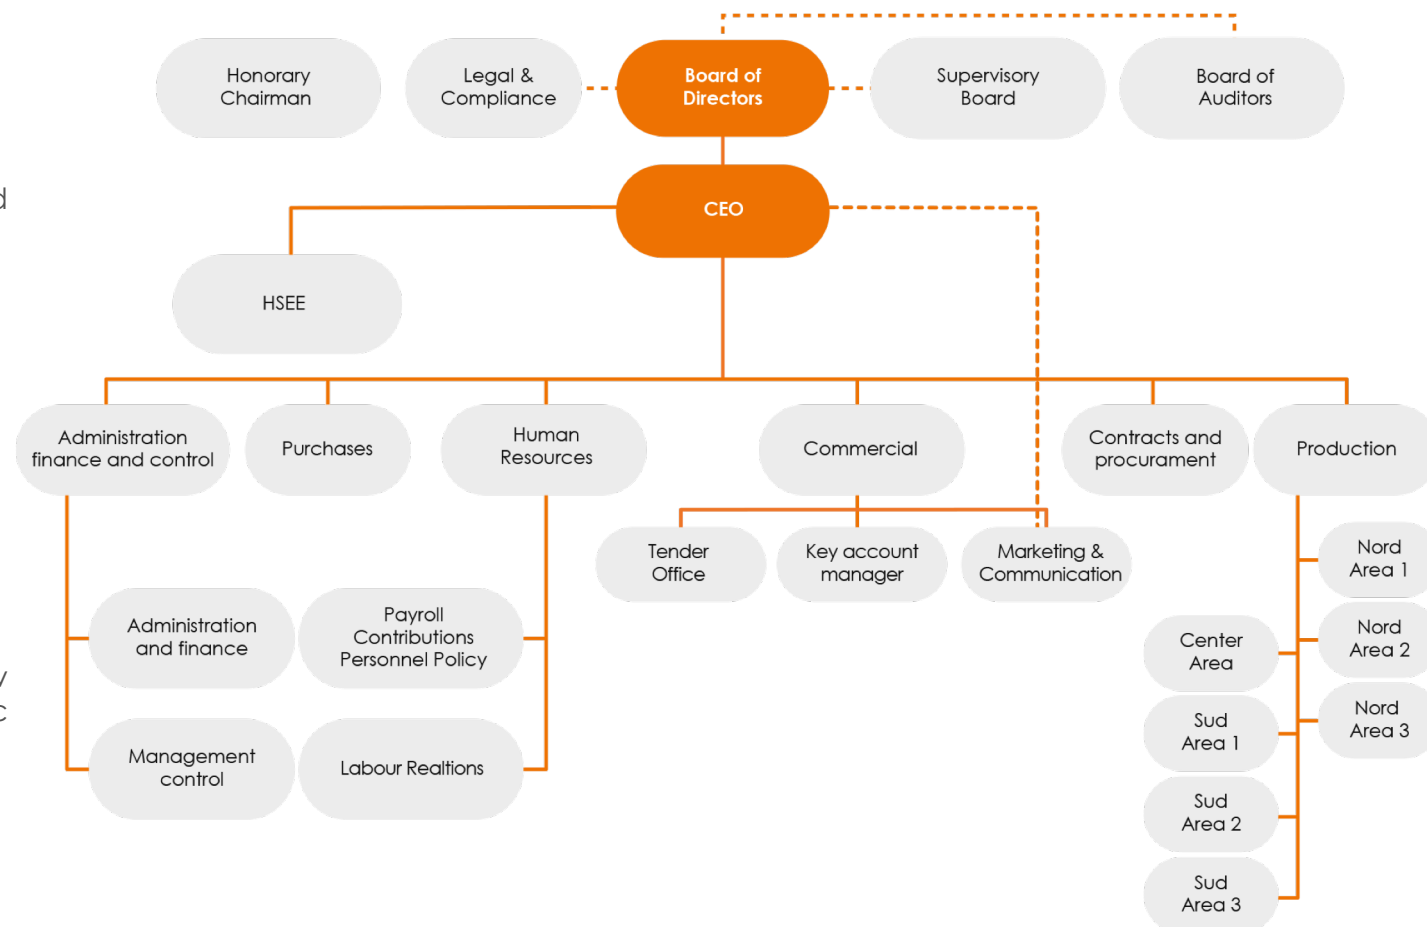 Honorary
Chairman
Legal &
Compliance
Board of
Directors
Supervisory
Board
Board of
Auditors
d
CEO
HSEE
Administration
finance and control
Purchases
Human
Resources
Commercial
Contracts and
procurament
Production
Tender
Office
Key account
manager
Marketing &
Communication
Nord
Area 1
Administration
and finance
Payroll
Contributions
Personnel Policy
Center
Area
Nord
Area 2
y
c
Sud
Area 1
Nord
Area 3
Management
control
Labour Realtions
Sud
Area 2
Sud
Area 3